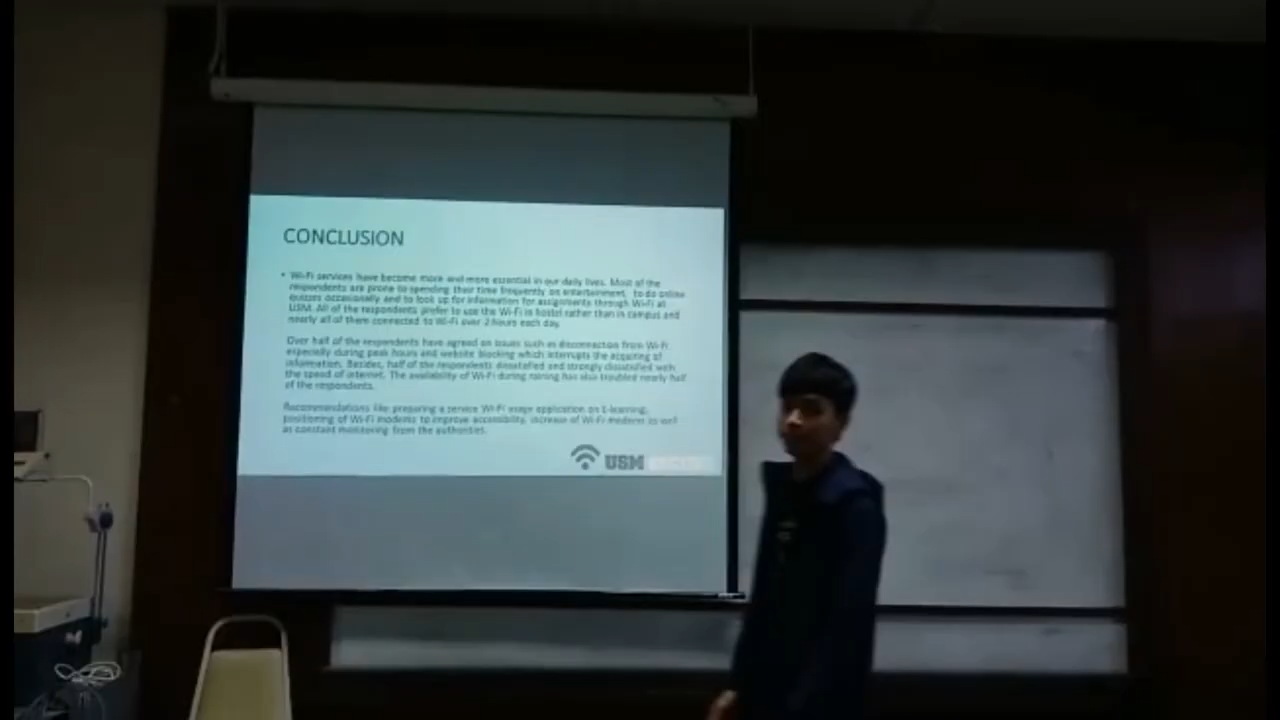 CONCLUSION
• Wi-Fi services have become more and more essential in our daily lives. Most of the
respondents are prone to spending their time frequently on entertainment, to do online
quizzes occasionally and to look up for information for assignments through Wi-Fi at
USM. All of the respondents prefer to use the Wi-Fi in hostel rather than in campus and
nearly all of them connected to Wi-Fi over 2 hours each day.
Over half of the respondents have agreed on issues such as disconnection from Wi-Fi
especially during peak hours and website blocking which interrupts the acquiring of
information. Besides, half of the respondents dissatisfied and strongly dissatisfied with
the speed of internet. The availability of Wi-Fi during raining has also troubled nearly half
of the respondents.
Recommendations like preparing a service Wi-Fi usage application on E-learning,
positioning of Wi-Fi modems to improve accessibility, increase of Wi-Fi modems as well
as constant monitoring from the authorities.
USM